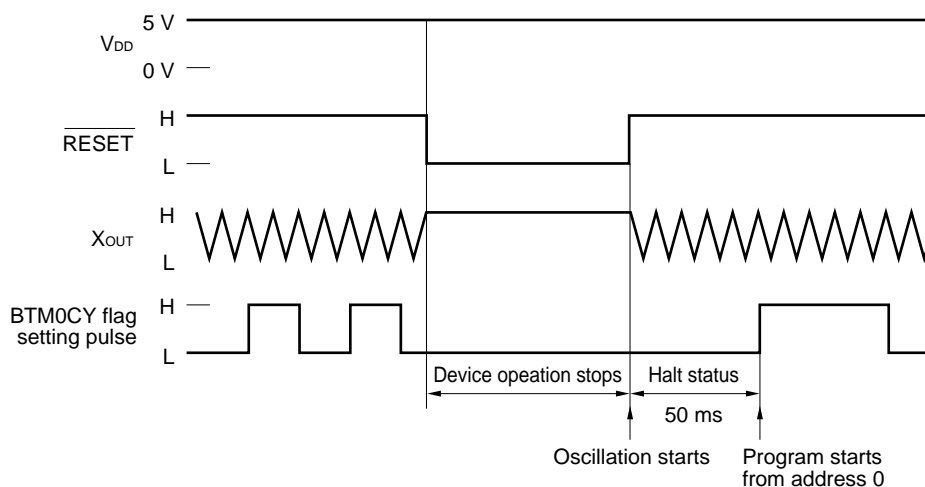 5 V
VDD
0 V
H
RESET
L
H
XOUT
L
H
BTM0CY flag
setting pulse
L
Device opeation stops
Halt status
50 ms
Oscillation starts
Program starts
from address 0